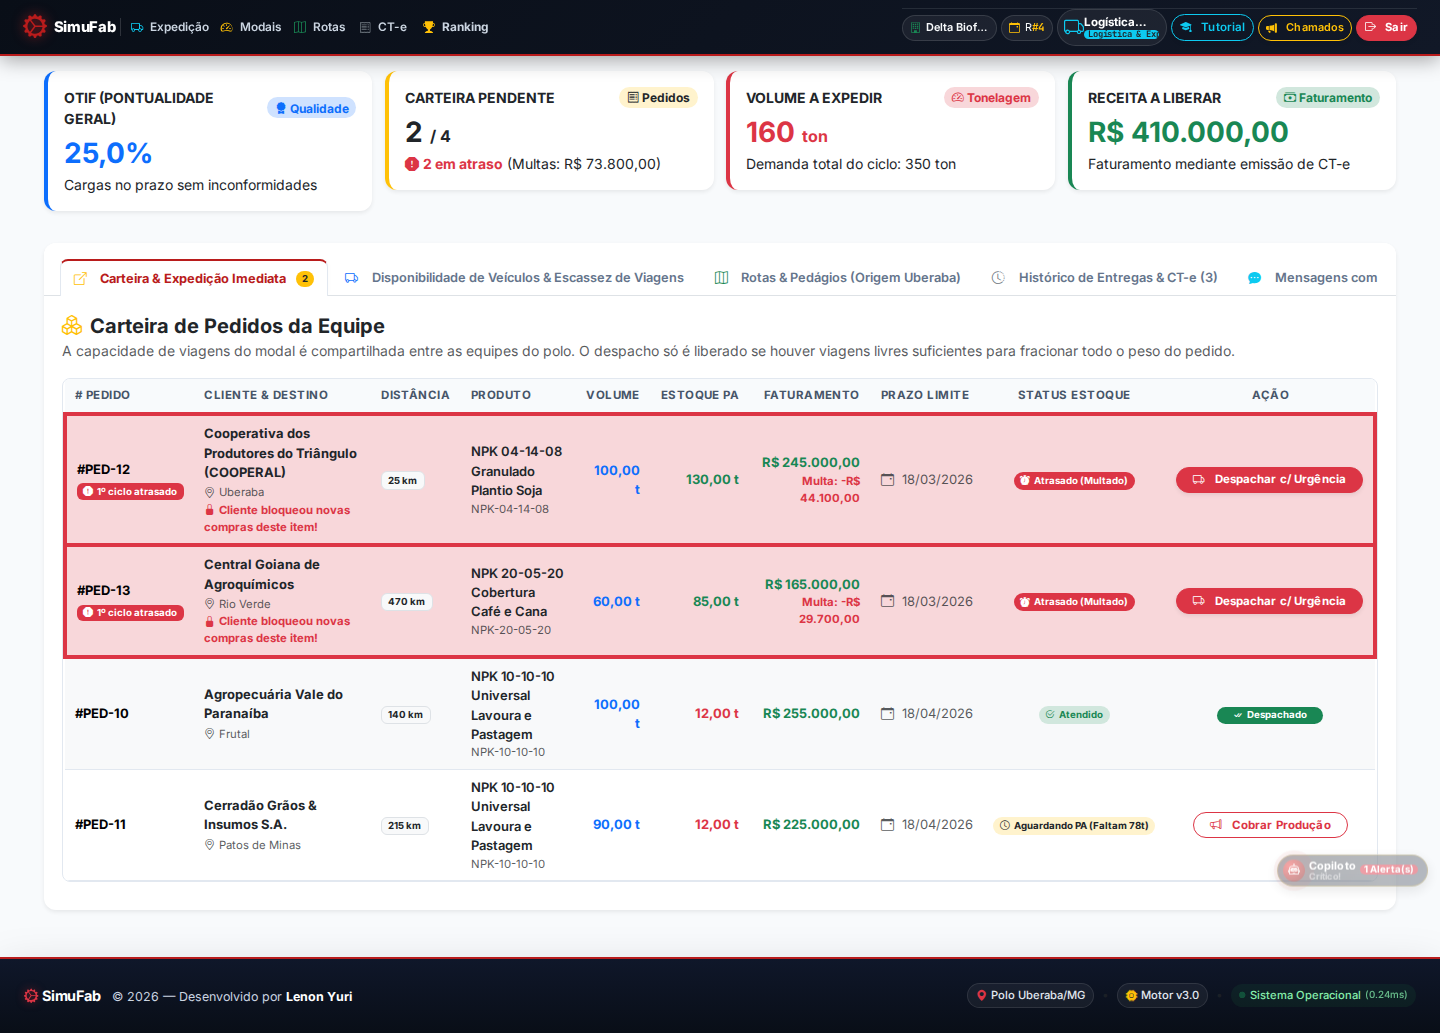 SimuFab
Expedição
Modais
Rotas
CT-e
Ranking
Delta Biof...
R#4
Logística...
Tutorial
Chamados
Sair
OTIF (PONTUALIDADE
GERAL)
Qualidade
25,0%
Cargas no prazo sem inconformidades
CARTEIRA PENDENTE
Pedidos
2 / 4
2 em atraso (Multas: R$ 73.800,00)
VOLUME A EXPEDIR
Tonelagem
160 ton
Demanda total do ciclo: 350 ton
RECEITA A LIBERAR
Faturamento
R$ 410.000,00
Faturamento mediante emissão de CT-e
Carteira & Expedição Imediata 2
Disponibilidade de Veículos & Escassez de Viagens
Rotas & Pedágios (Origem Uberaba)
Histórico de Entregas & CT-e (3)
Mensagens com
Carteira de Pedidos da Equipe
A capacidade de viagens do modal é compartilhada entre as equipes do polo. O despacho só é liberado se houver viagens livres suficientes para fracionar todo o peso do pedido.
# PEDIDO
CLIENTE & DESTINO
DISTÂNCIA
PRODUTO
VOLUME
ESTOQUE PA
FATURAMENTO
PRAZO LIMITE
STATUS ESTOQUE
AÇÃO
#PED-12
1º ciclo atrasado
Cooperativa dos
Produtores do Triângulo
(COOPERAL)
Uberaba
Cliente bloqueou novas
compras deste item!
25 km
NPK 04-14-08
Granulado
Plantio Soja
NPK-04-14-08
100,00
t
130,00 t
R$ 245.000,00
Multa: -R$
44.100,00
18/03/2026
Atrasado (Multado)
Despachar c/ Urgência
#PED-13
1º ciclo atrasado
Central Goiana de
Agroquímicos
Rio Verde
Cliente bloqueou novas
compras deste item!
470 km
NPK 20-05-20
Cobertura
Café e Cana
NPK-20-05-20
60,00 t
85,00 t
R$ 165.000,00
Multa: -R$
29.700,00
18/03/2026
Atrasado (Multado)
Despachar c/ Urgência
#PED-10
Agropecuária Vale do
Paranaíba
Frutal
140 km
NPK 10-10-10
Universal
Lavoura e
Pastagem
NPK-10-10-10
100,00
t
12,00 t
R$ 255.000,00
18/04/2026
Atendido
Despachado
#PED-11
Cerradão Grãos &
Insumos S.A.
Patos de Minas
215 km
NPK 10-10-10
Universal
Lavoura e
Pastagem
NPK-10-10-10
90,00 t
12,00 t
R$ 225.000,00
18/04/2026
Aguardando PA (Faltam 78t)
Cobrar Produção
Copiloto
Crítico!
1 Alerta(s)
SimuFab
© 2026 — Desenvolvido por Lenon Yuri
Polo Uberaba/MG
Motor v3.0
Sistema Operacional (0.24ms)